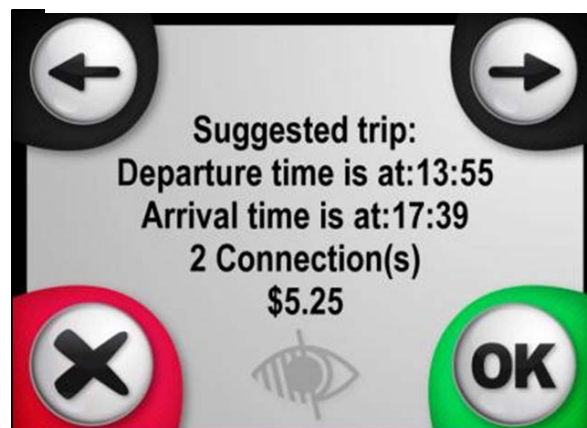 Suggested trip:
Departure time is at:13:55
Arrival time is at:17:39
2 Connection(s)
$5.25
OK